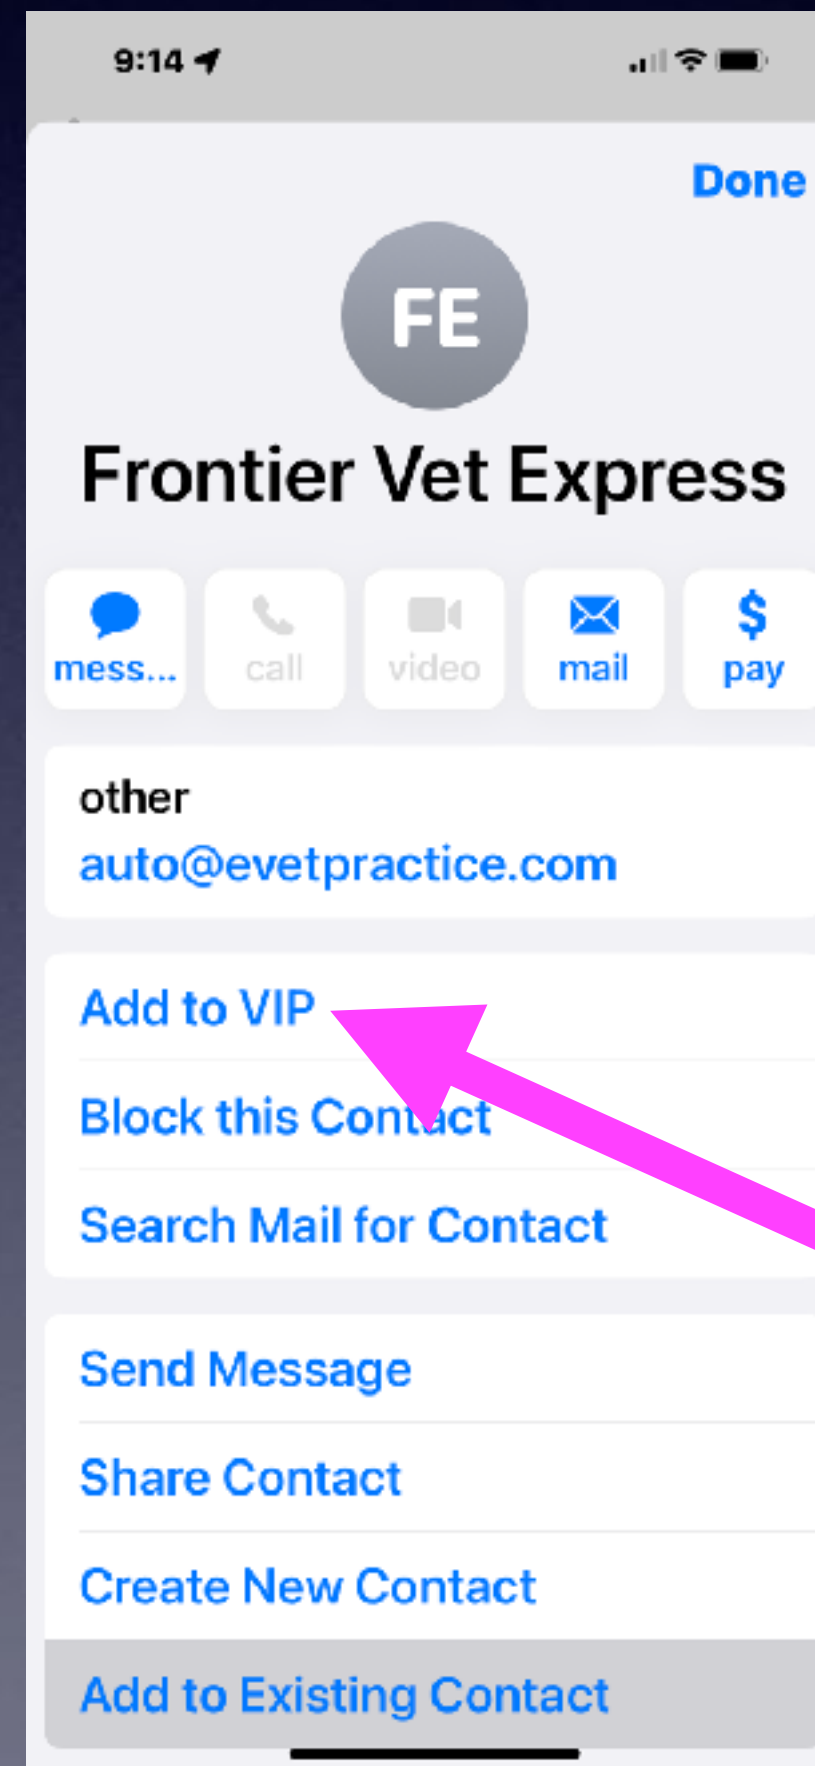 9:14
Done
FE
Frontier Vet Express
mess...
call
video
mail
pay
other
auto@evetpractice.com
Add to VIP
Block this Contact
Search Mail for Contact
Send Message
Share Contact
Create New Contact
Add to Existing Contact